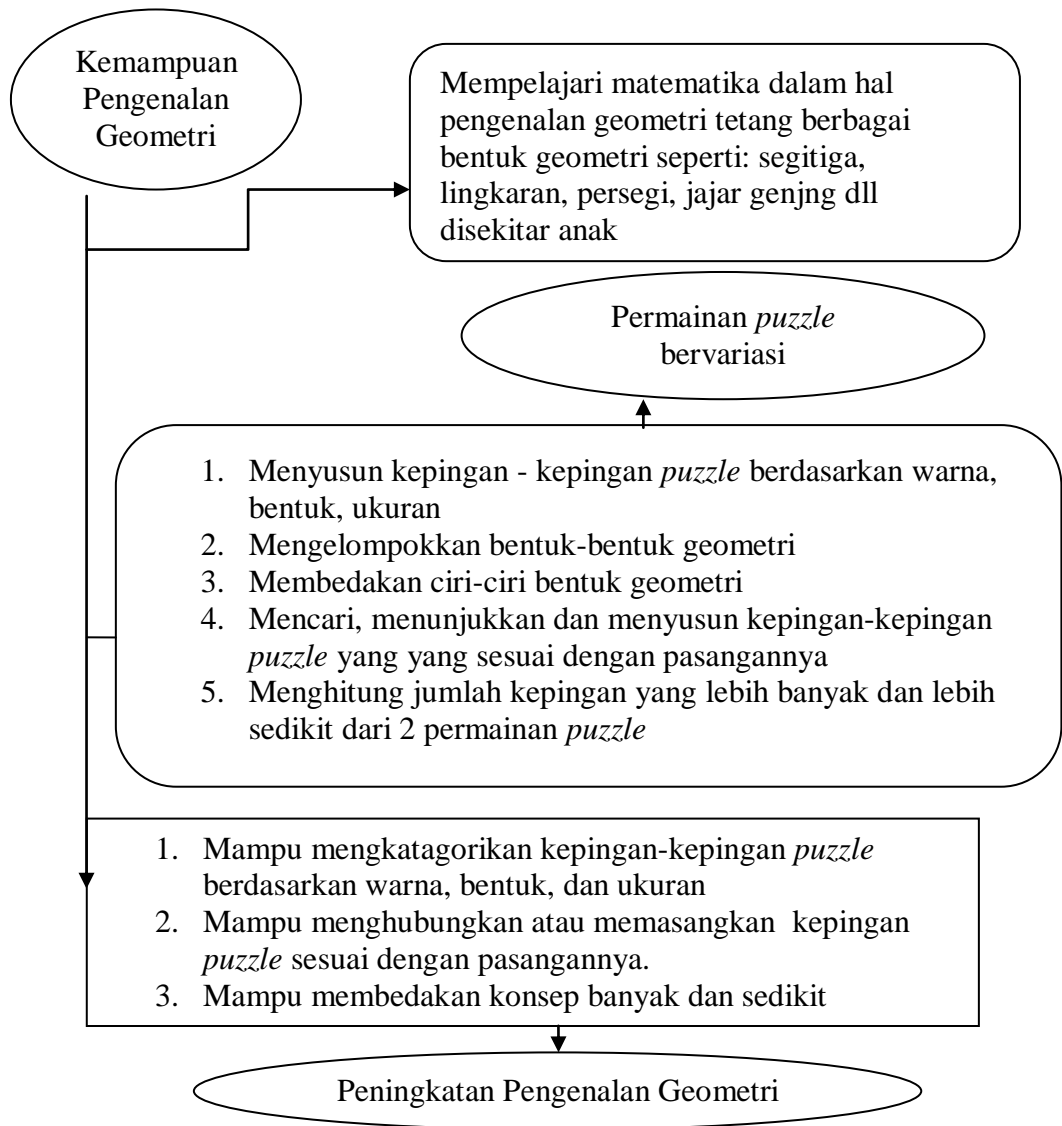 Kemampuan
Pengenalan
Geometri
Mempelajari matematika dalam hal
pengenalan geometri tetang berbagai
bentuk geometri seperti: segitiga,
lingkaran, persegi, jajar genjng dll
disekitar anak
Permainan puzzle
bervariasi
1. Menyusun kepingan - kepingan puzzle berdasarkan warna,
bentuk, ukuran
2. Mengelompokkan bentuk-bentuk geometri
3. Membedakan ciri-ciri bentuk geometri
4. Mencari, menunjukkan dan menyusun kepingan-kepingan
puzzle yang yang sesuai dengan pasangannya
5. Menghitung jumlah kepingan yang lebih banyak dan lebih
sedikit dari 2 permainan puzzle
1. Mampu mengkatagorikan kepingan-kepingan puzzle
berdasarkan warna, bentuk, dan ukuran
2. Mampu menghubungkan atau memasangkan kepingan
puzzle sesuai dengan pasangannya.
3. Mampu membedakan konsep banyak dan sedikit
Peningkatan Pengenalan Geometri